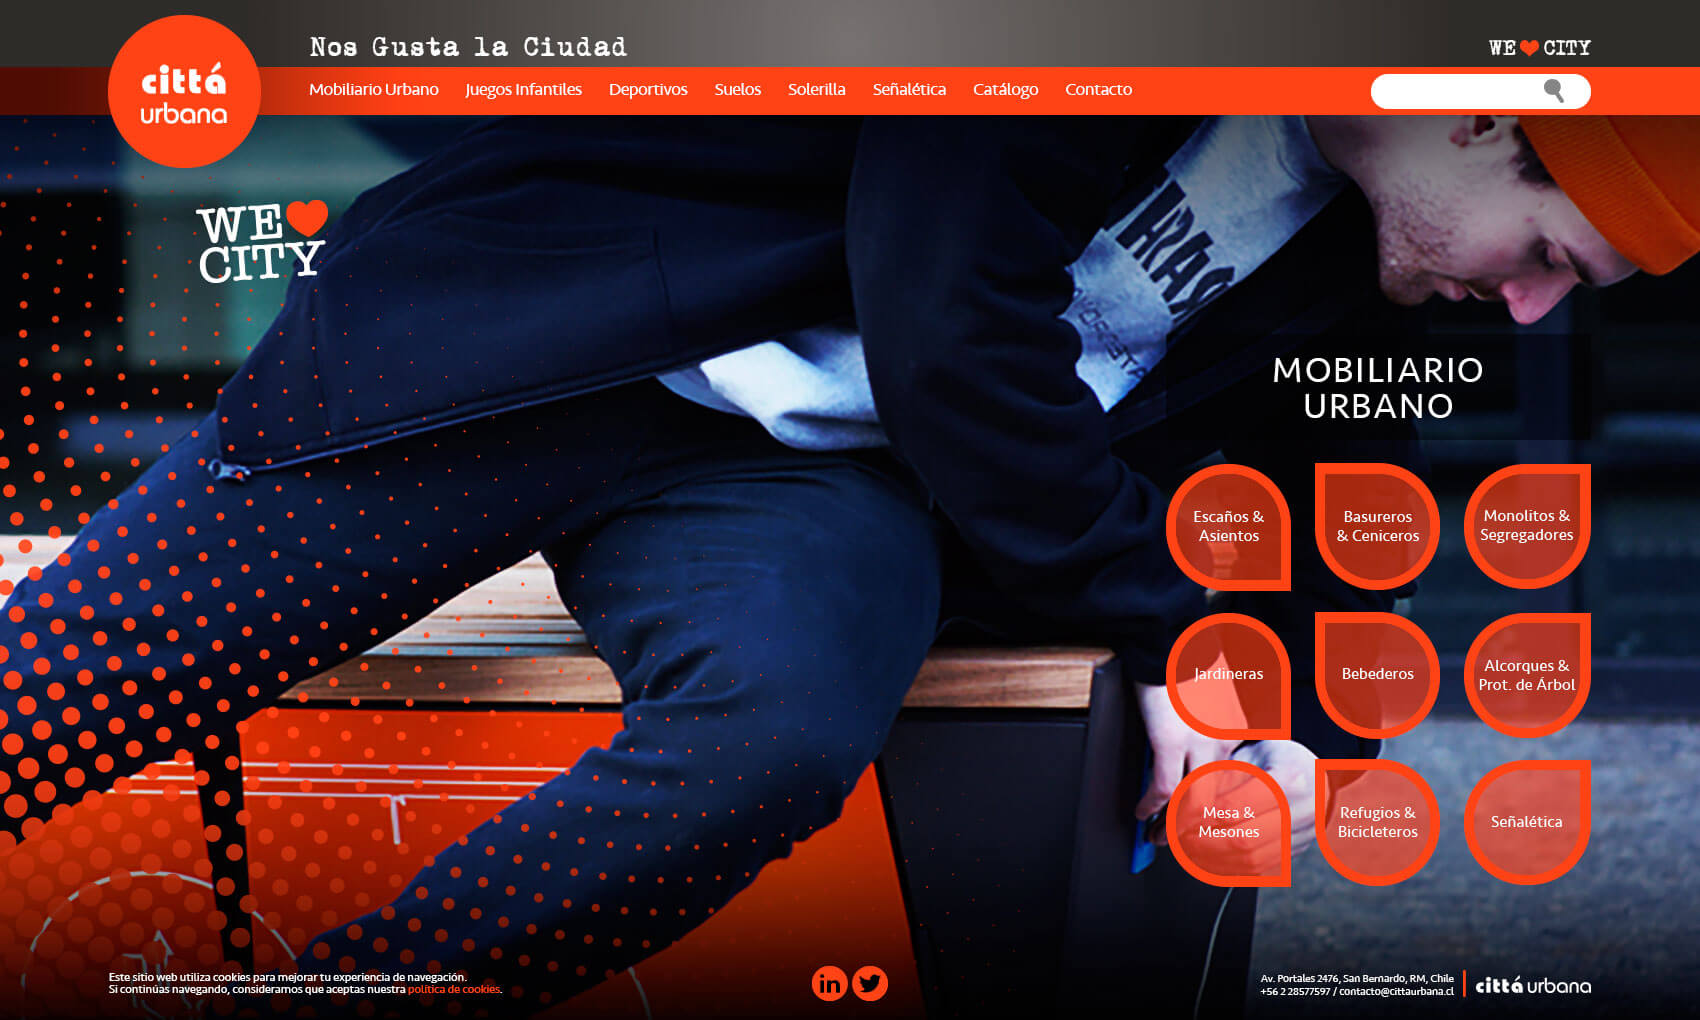 cittá
urbana
Nos Gusta la Ciudad
WE CITY
Mobiliario Urbano Juegos Infantiles Deportivos Suelos Solerilla Señalética Catálogo Contacto
WE
CITY
MOBILIARIO
URBANO
Escaños &
Asientos
Basureros
& Ceniceros
Monolitos &
Segregadores
Jardineras
Bebederos
Alcorques &
Prot. de Árbol
Mesa &
Mesones
Refugios &
Bicicleteros
Señalética
Este sitio web utiliza cookies para mejorar tu experiencia de navegación.
Si continúas navegando, consideramos que aceptas nuestra política de cookies.
in
Av. Portales 2476, San Bernardo, RM, Chile
+56 2 28577597 / contacto@cittaurbana.cl
cittá urbana